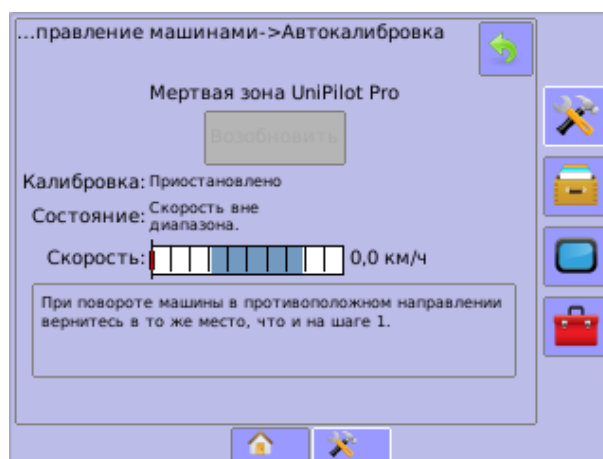 ...правление машинами->Автокалибровка
Мертвая зона UniPilot Pro
Возобновить
Калибровка: Приостановлено
Состояние: Скорость вне
диапазона.
Скорость: 0,0 км/ч
При повороте машины в противоположном направлении
вернитесь в то же место, что и на шаге 1.